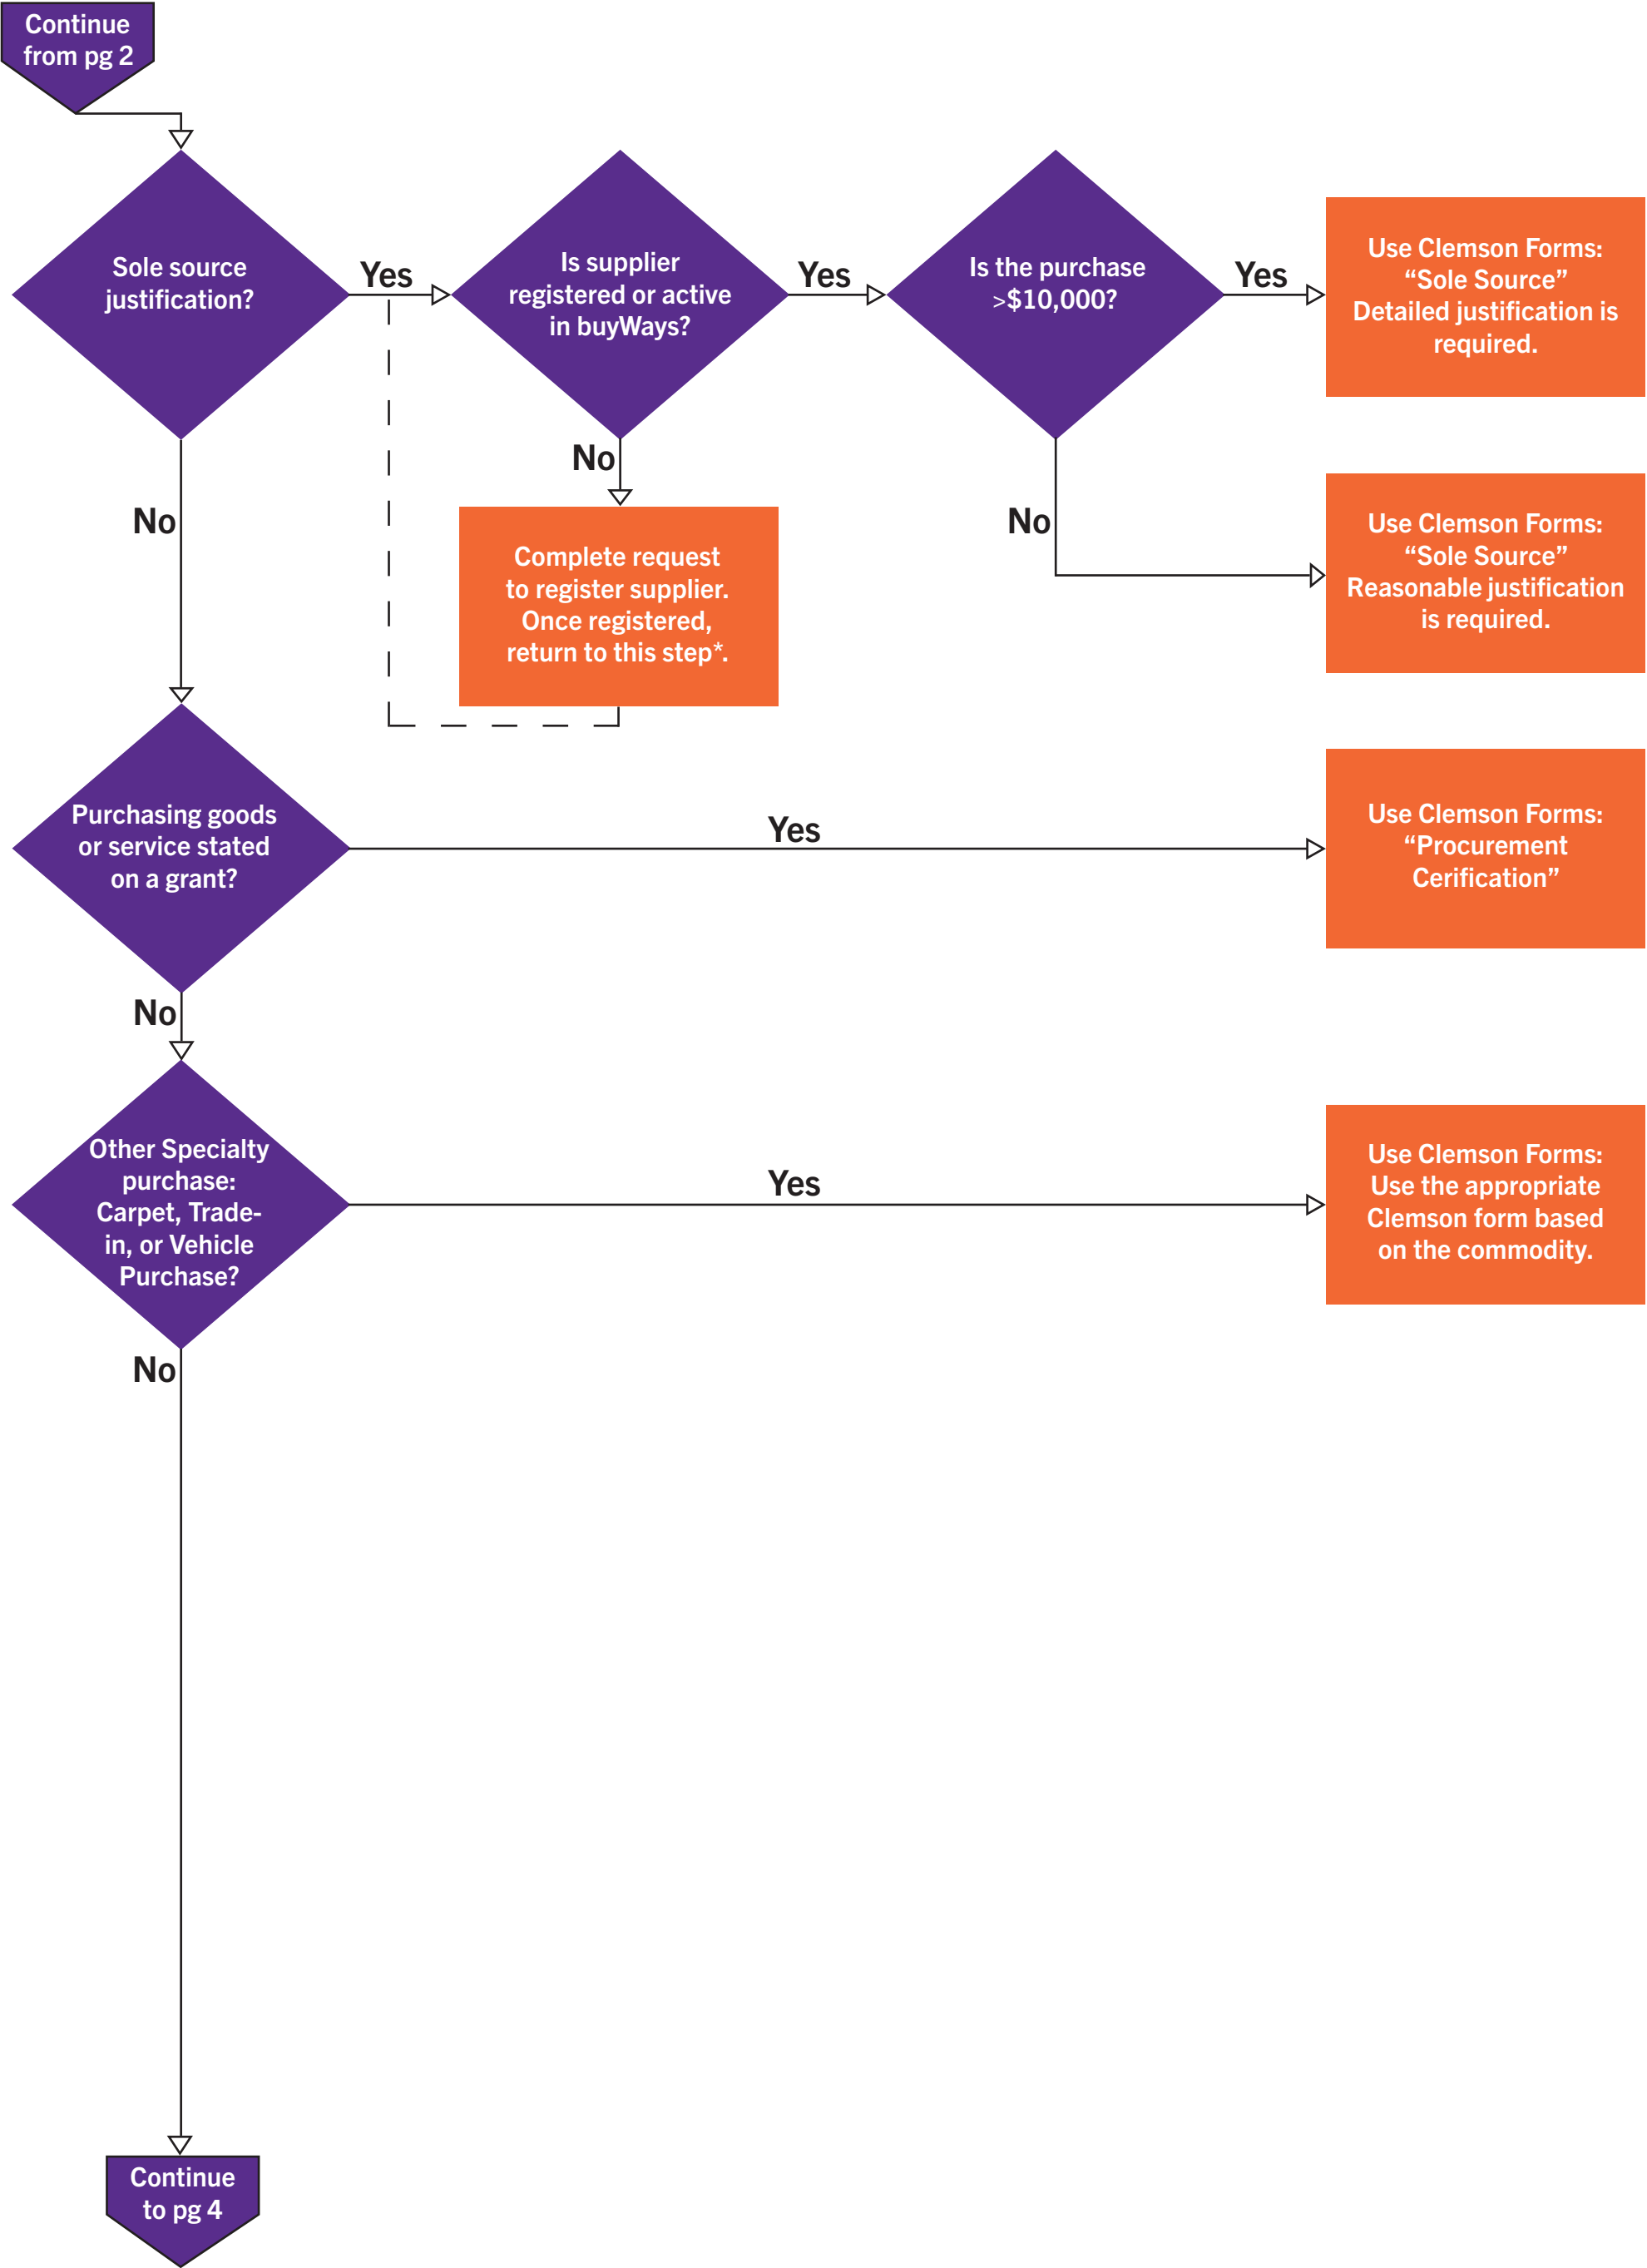 Continue
from pg 2
Sole source
justification?
Yes
Is supplier
registered or active
in buyWays?
Yes
Is the purchase
>$10,000?
Yes
Use Clemson Forms:
“Sole Source”
Detailed justification is
required.
No
No
No
Complete request
to register supplier.
Once registered,
return to this step*.
Use Clemson Forms:
“Sole Source”
Reasonable justification
is required.
Purchasing goods
or service stated
on a grant?
Yes
Use Clemson Forms:
“Procurement
Cerification”
No
Other Specialty
purchase:
Carpet, Trade-
in, or Vehicle
Purchase?
Yes
Use Clemson Forms:
Use the appropriate
Clemson form based
on the commodity.
No
Continue
to pg 4